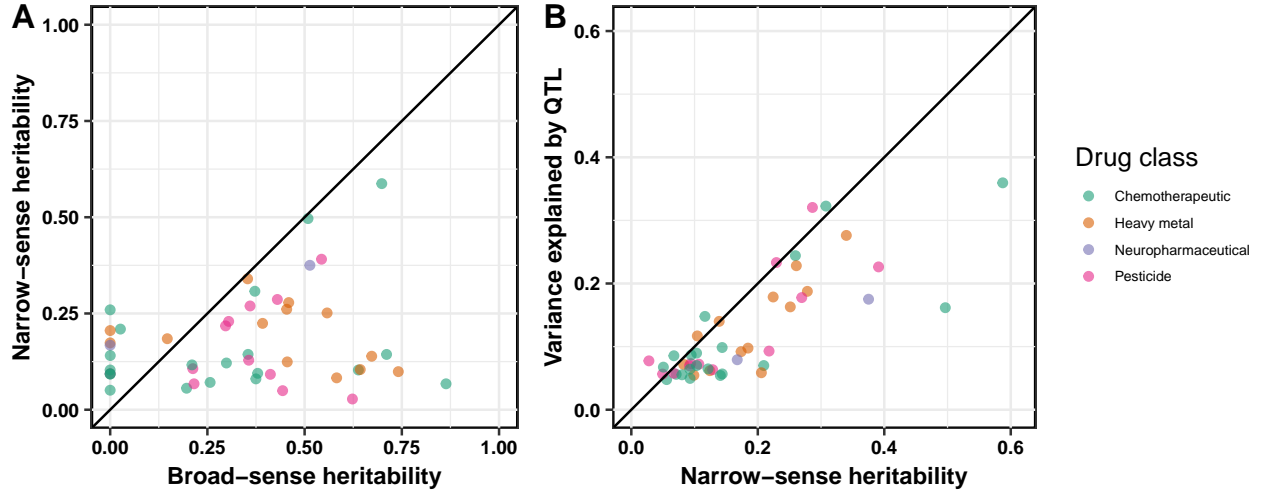 A
Narrow−sense heritability
1.00
0.75
0.50
0.25
0.00
0.00 0.25 0.50 0.75 1.00
Broad−sense heritability
B
Variance explained by QTL
0.6
0.4
0.2
0.0
0.0 0.2 0.4 0.6
Narrow−sense heritability
Drug class
Chemotherapeutic
Heavy metal
Neuropharmaceutical
Pesticide